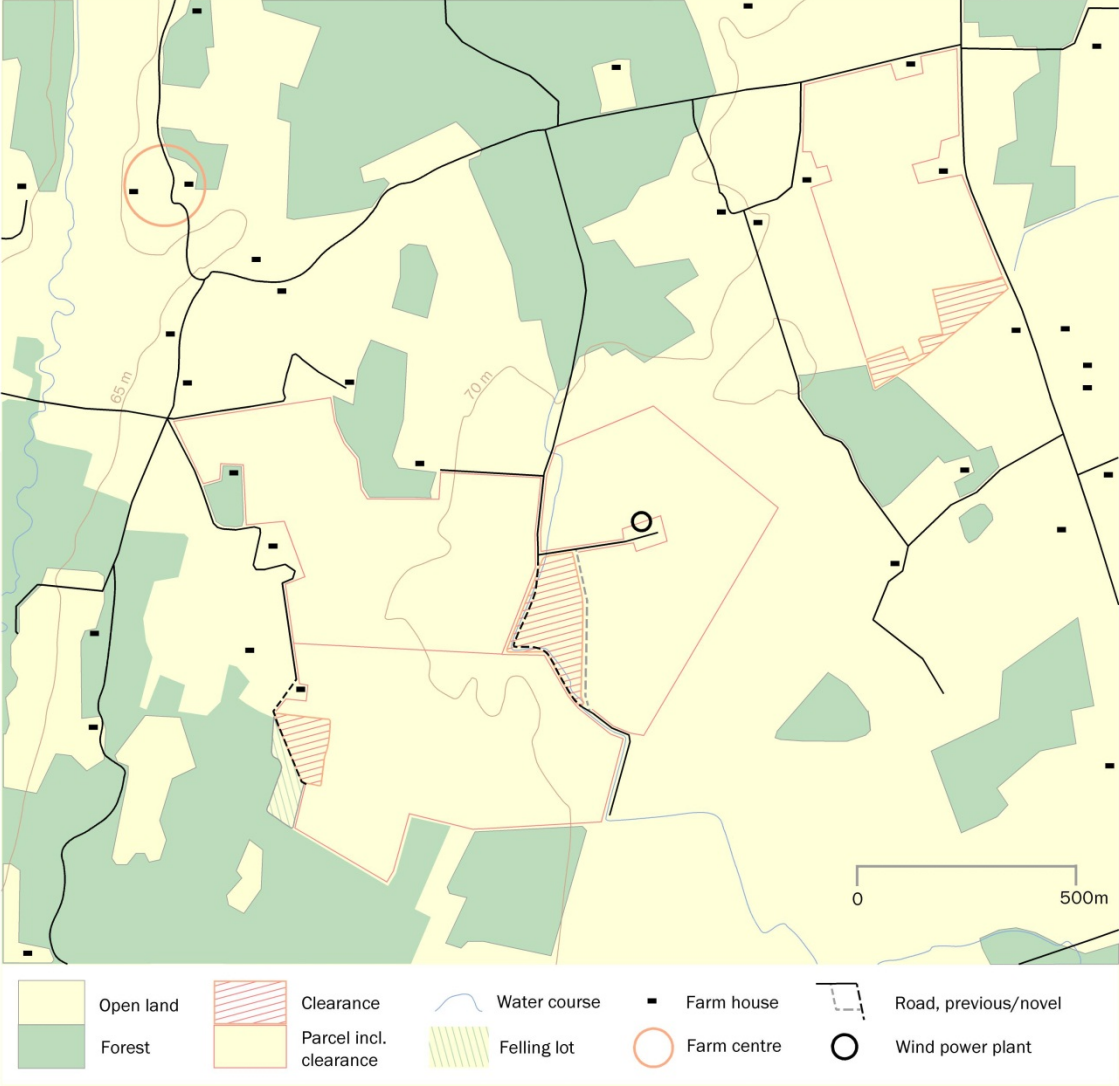 65 m
70 m
0
500m
Open land
Clearance
Water course
Farm house
Road, previous/novel
Forest
Parcel incl.
clearance
Felling lot
Farm centre
Wind power plant